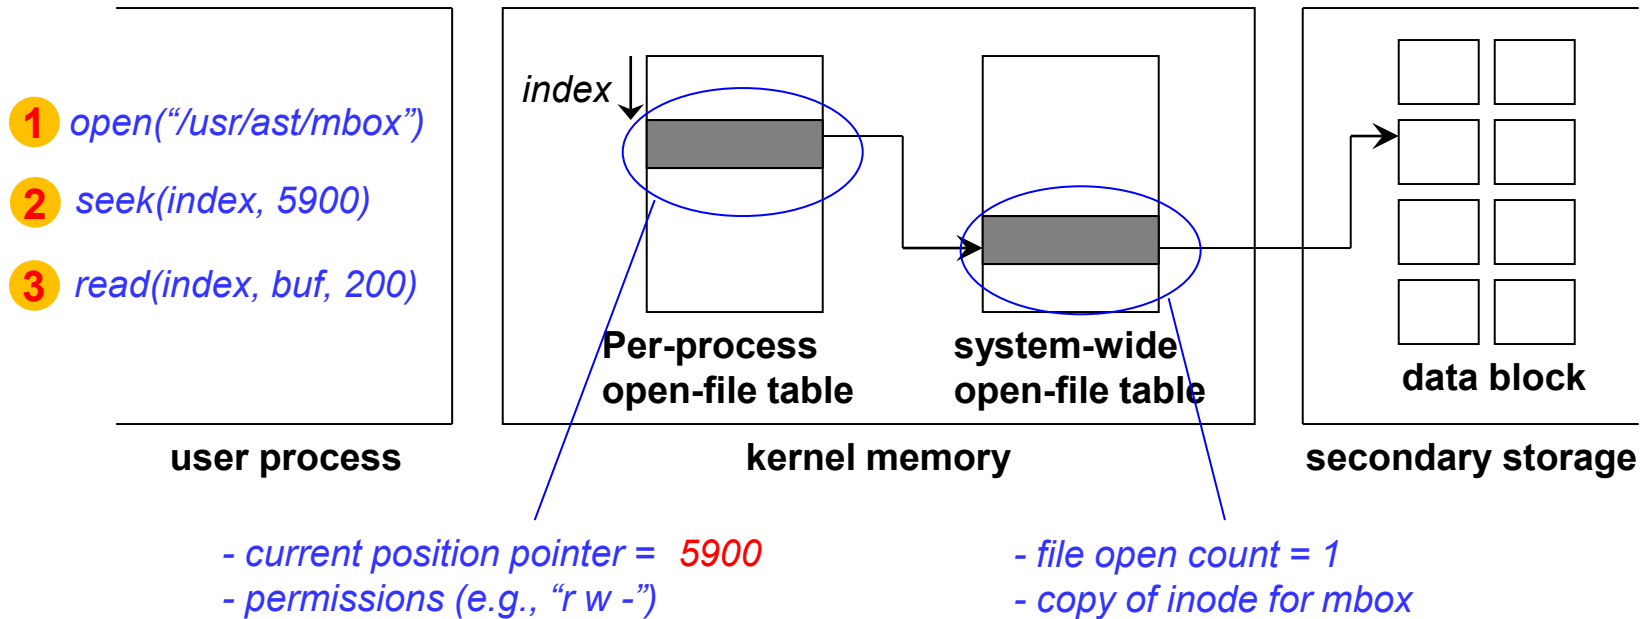 index
1 open(“/usr/ast/mbox”)
2 seek(index, 5900)
3 read(index, buf, 200)
Per-process
open-file table
system-wide
open-file table
data block
user process
kernel memory
secondary storage
- current position pointer = 5900
- permissions (e.g., “r w -”)
- file open count = 1
- copy of inode for mbox